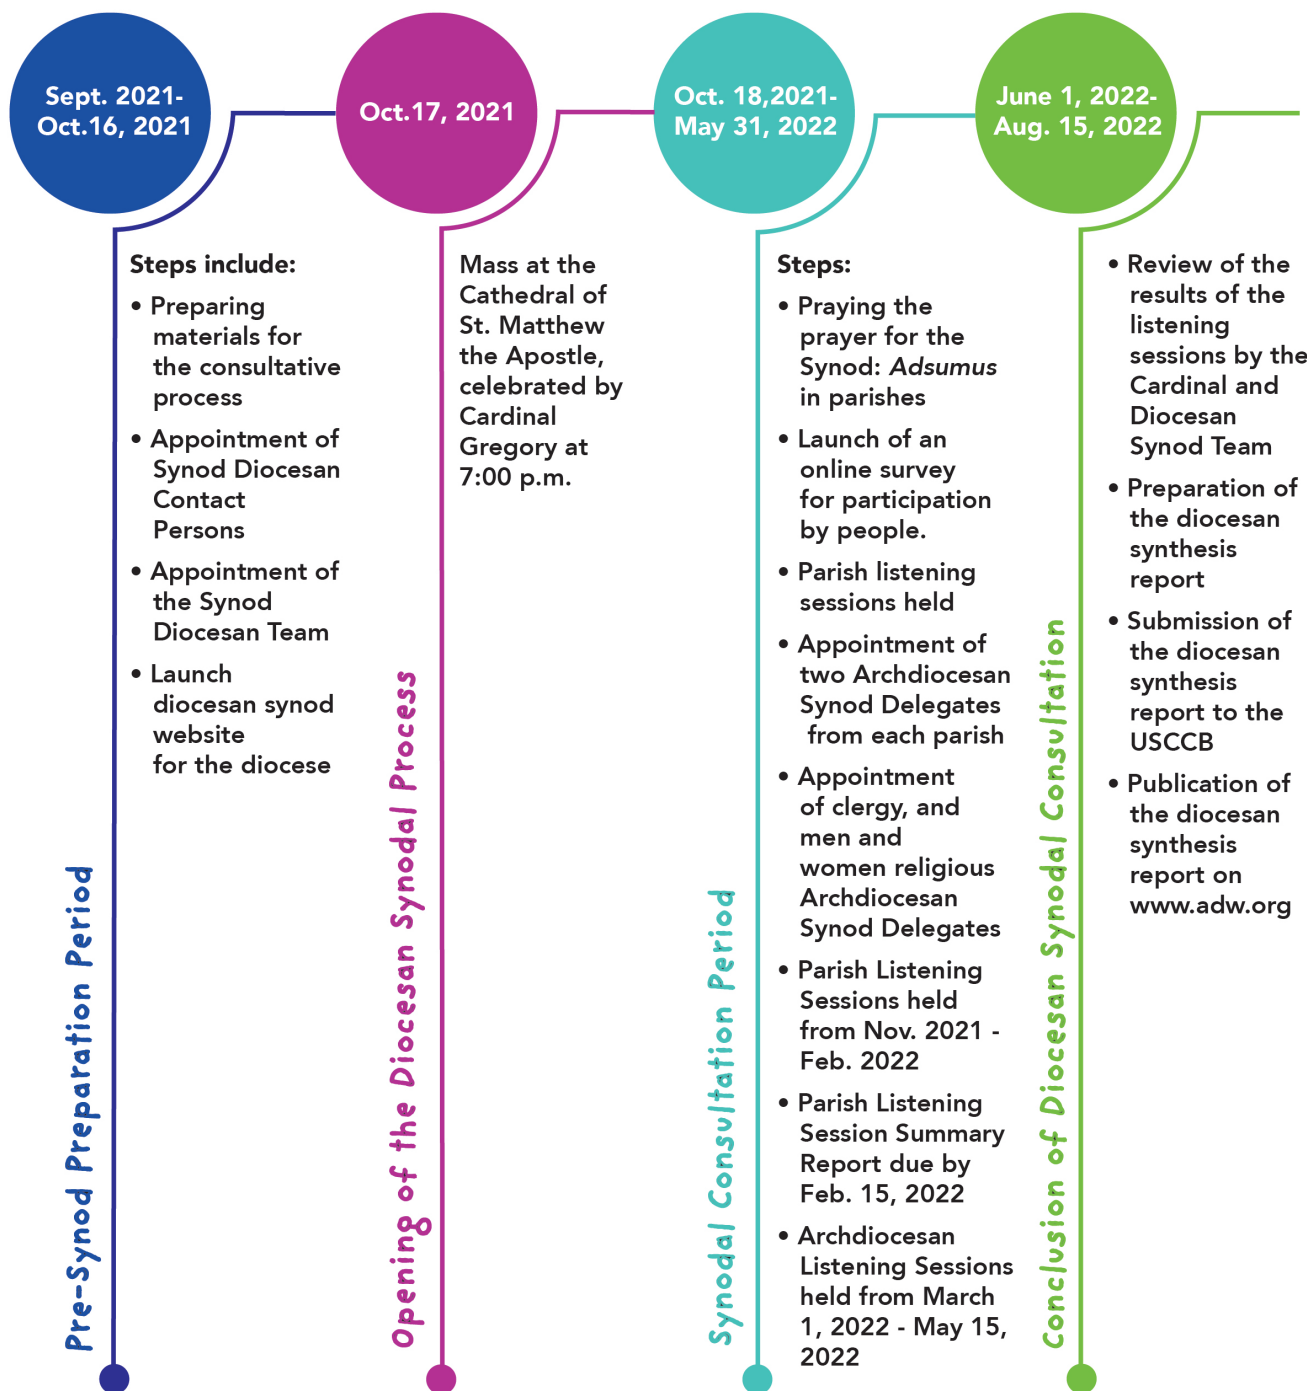 Sept. 2021-
Oct.16, 2021
Steps include:
• Preparing
materials for
the consultative
process
• Appointment of
Synod Diocesan
Contact
Persons
• Appointment of
the Synod
Diocesan Team
• Launch
diocesan synod
website
for the diocese
Pre-Synod Preparation Period
Oct.17, 2021
Mass at the
Cathedral of
St. Matthew
the Apostle,
celebrated by
Cardinal
Gregory at
7:00 p.m.
Opening of the Diocesan Synodal Process
Oct. 18,2021-
May 31, 2022
Steps:
• Praying the
prayer for the
Synod: Adsumus
in parishes
• Launch of an
online survey
for participation
by people.
• Parish listening
sessions held
• Appointment of
two Archdiocesan
Synod Delegates
from each parish
• Appointment
of clergy, and
men and
women religious
Archdiocesan
Synod Delegates
• Parish Listening
Sessions held
from Nov. 2021 -
Feb. 2022
• Parish Listening
Session Summary
Report due by
Feb. 15, 2022
• Archdiocesan
Listening Sessions
held from March
1, 2022 - May 15,
2022
Synodal Consultation Period
June 1, 2022-
Aug. 15, 2022
• Review of the
results of the
listening
sessions by the
Cardinal and
Diocesan
Synod Team
• Preparation of
the diocesan
synthesis
report
• Submission of
the diocesan
synthesis
report to the
USCCB
• Publication of
the diocesan
synthesis
report on
www.adw.org
Conclusion of Diocesan Synodal Consultation